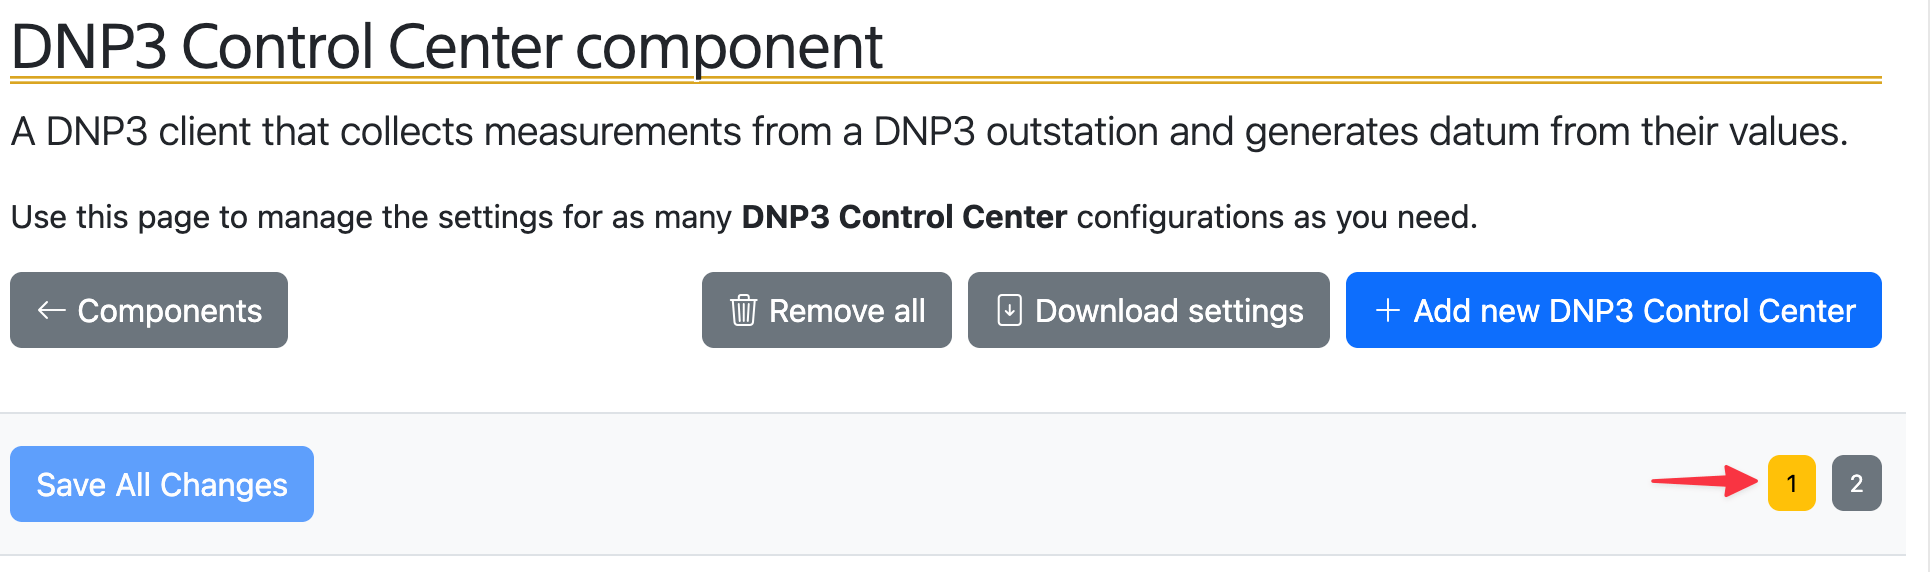 DNP3 Control Center component
A DNP3 client that collects measurements from a DNP3 outstation and generates datum from their values.
Use this page to manage the settings for as many DNP3 Control Center configurations as you need.
Components
Remove all
Download settings
Add new DNP3 Control Center
Save All Changes
1
2